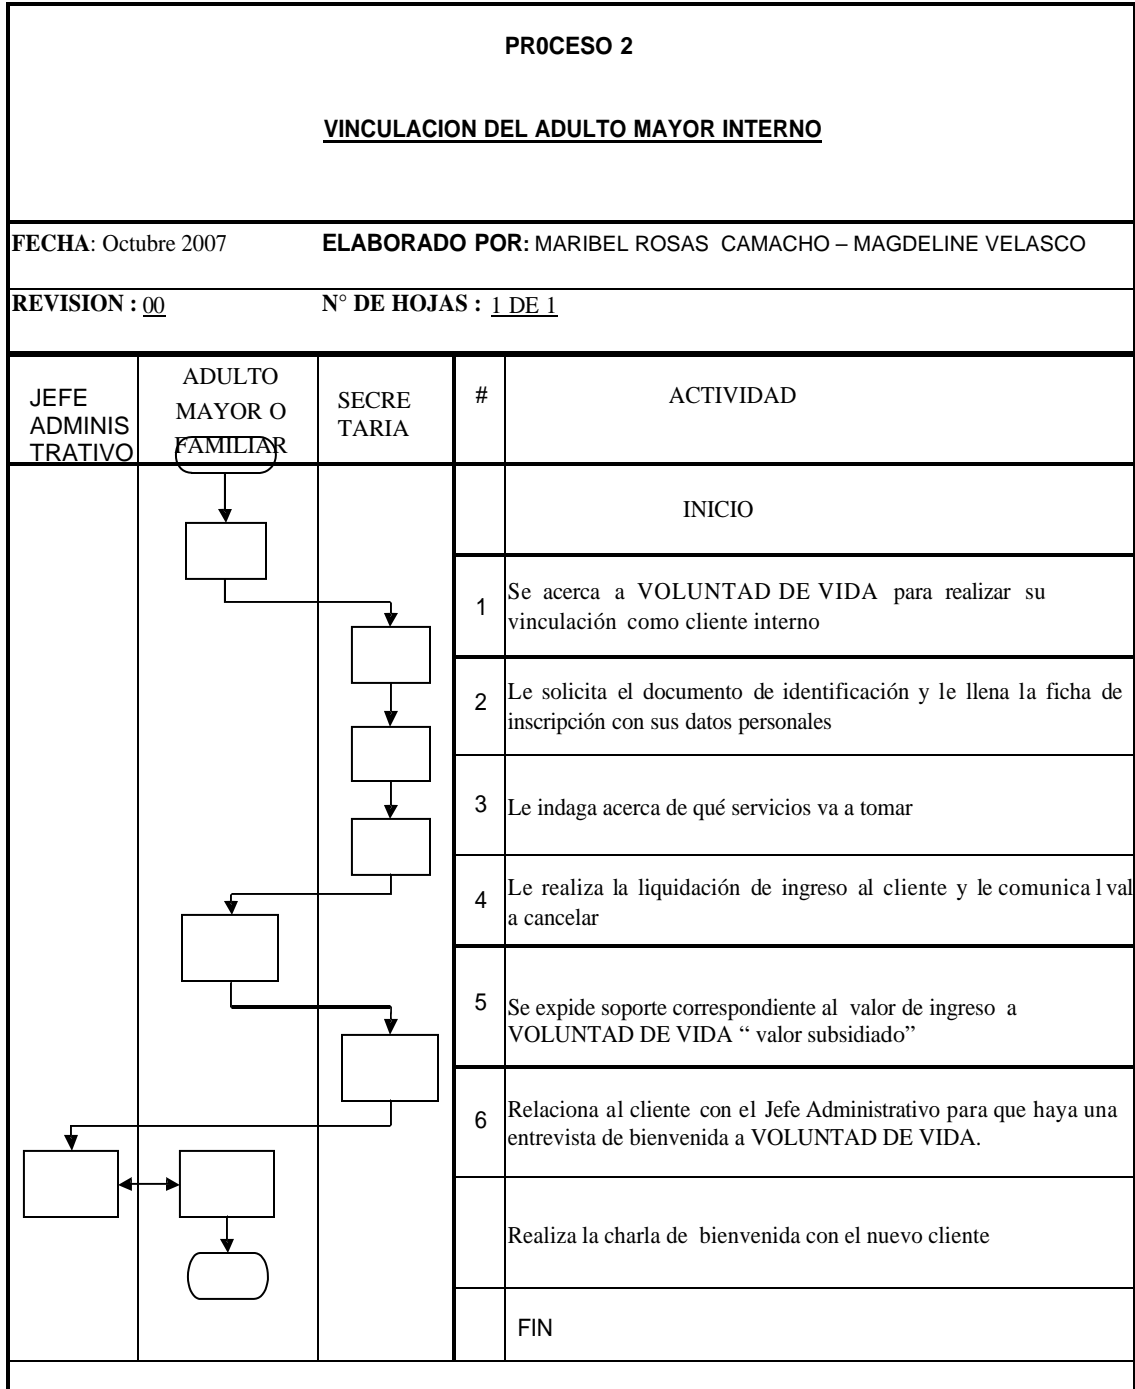 PR0CESO 2
VINCULACION DEL ADULTO MAYOR INTERNO
FECHA: Octubre 2007 ELABORADO POR: MARIBEL ROSAS CAMACHO – MAGDELINE VELASCO
REVISION : 00 N° DE HOJAS : 1 DE 1
JEFE
ADMINIS
TRATIVO
ADULTO
MAYOR O
FAMILIAR
SECRE
TARIA
# ACTIVIDAD
INICIO
1 Se acerca a VOLUNTAD DE VIDA para realizar su
vinculación como cliente interno
2 Le solicita el documento de identificación y le llena la ficha de
inscripción con sus datos personales
3 Le indaga acerca de qué servicios va a tomar
4 Le realiza la liquidación de ingreso al cliente y le comunica l val
a cancelar
5 Se expide soporte correspondiente al valor de ingreso a
VOLUNTAD DE VIDA “ valor subsidiado”
6 Relaciona al cliente con el Jefe Administrativo para que haya una
entrevista de bienvenida a VOLUNTAD DE VIDA.
Realiza la charla de bienvenida con el nuevo cliente
FIN